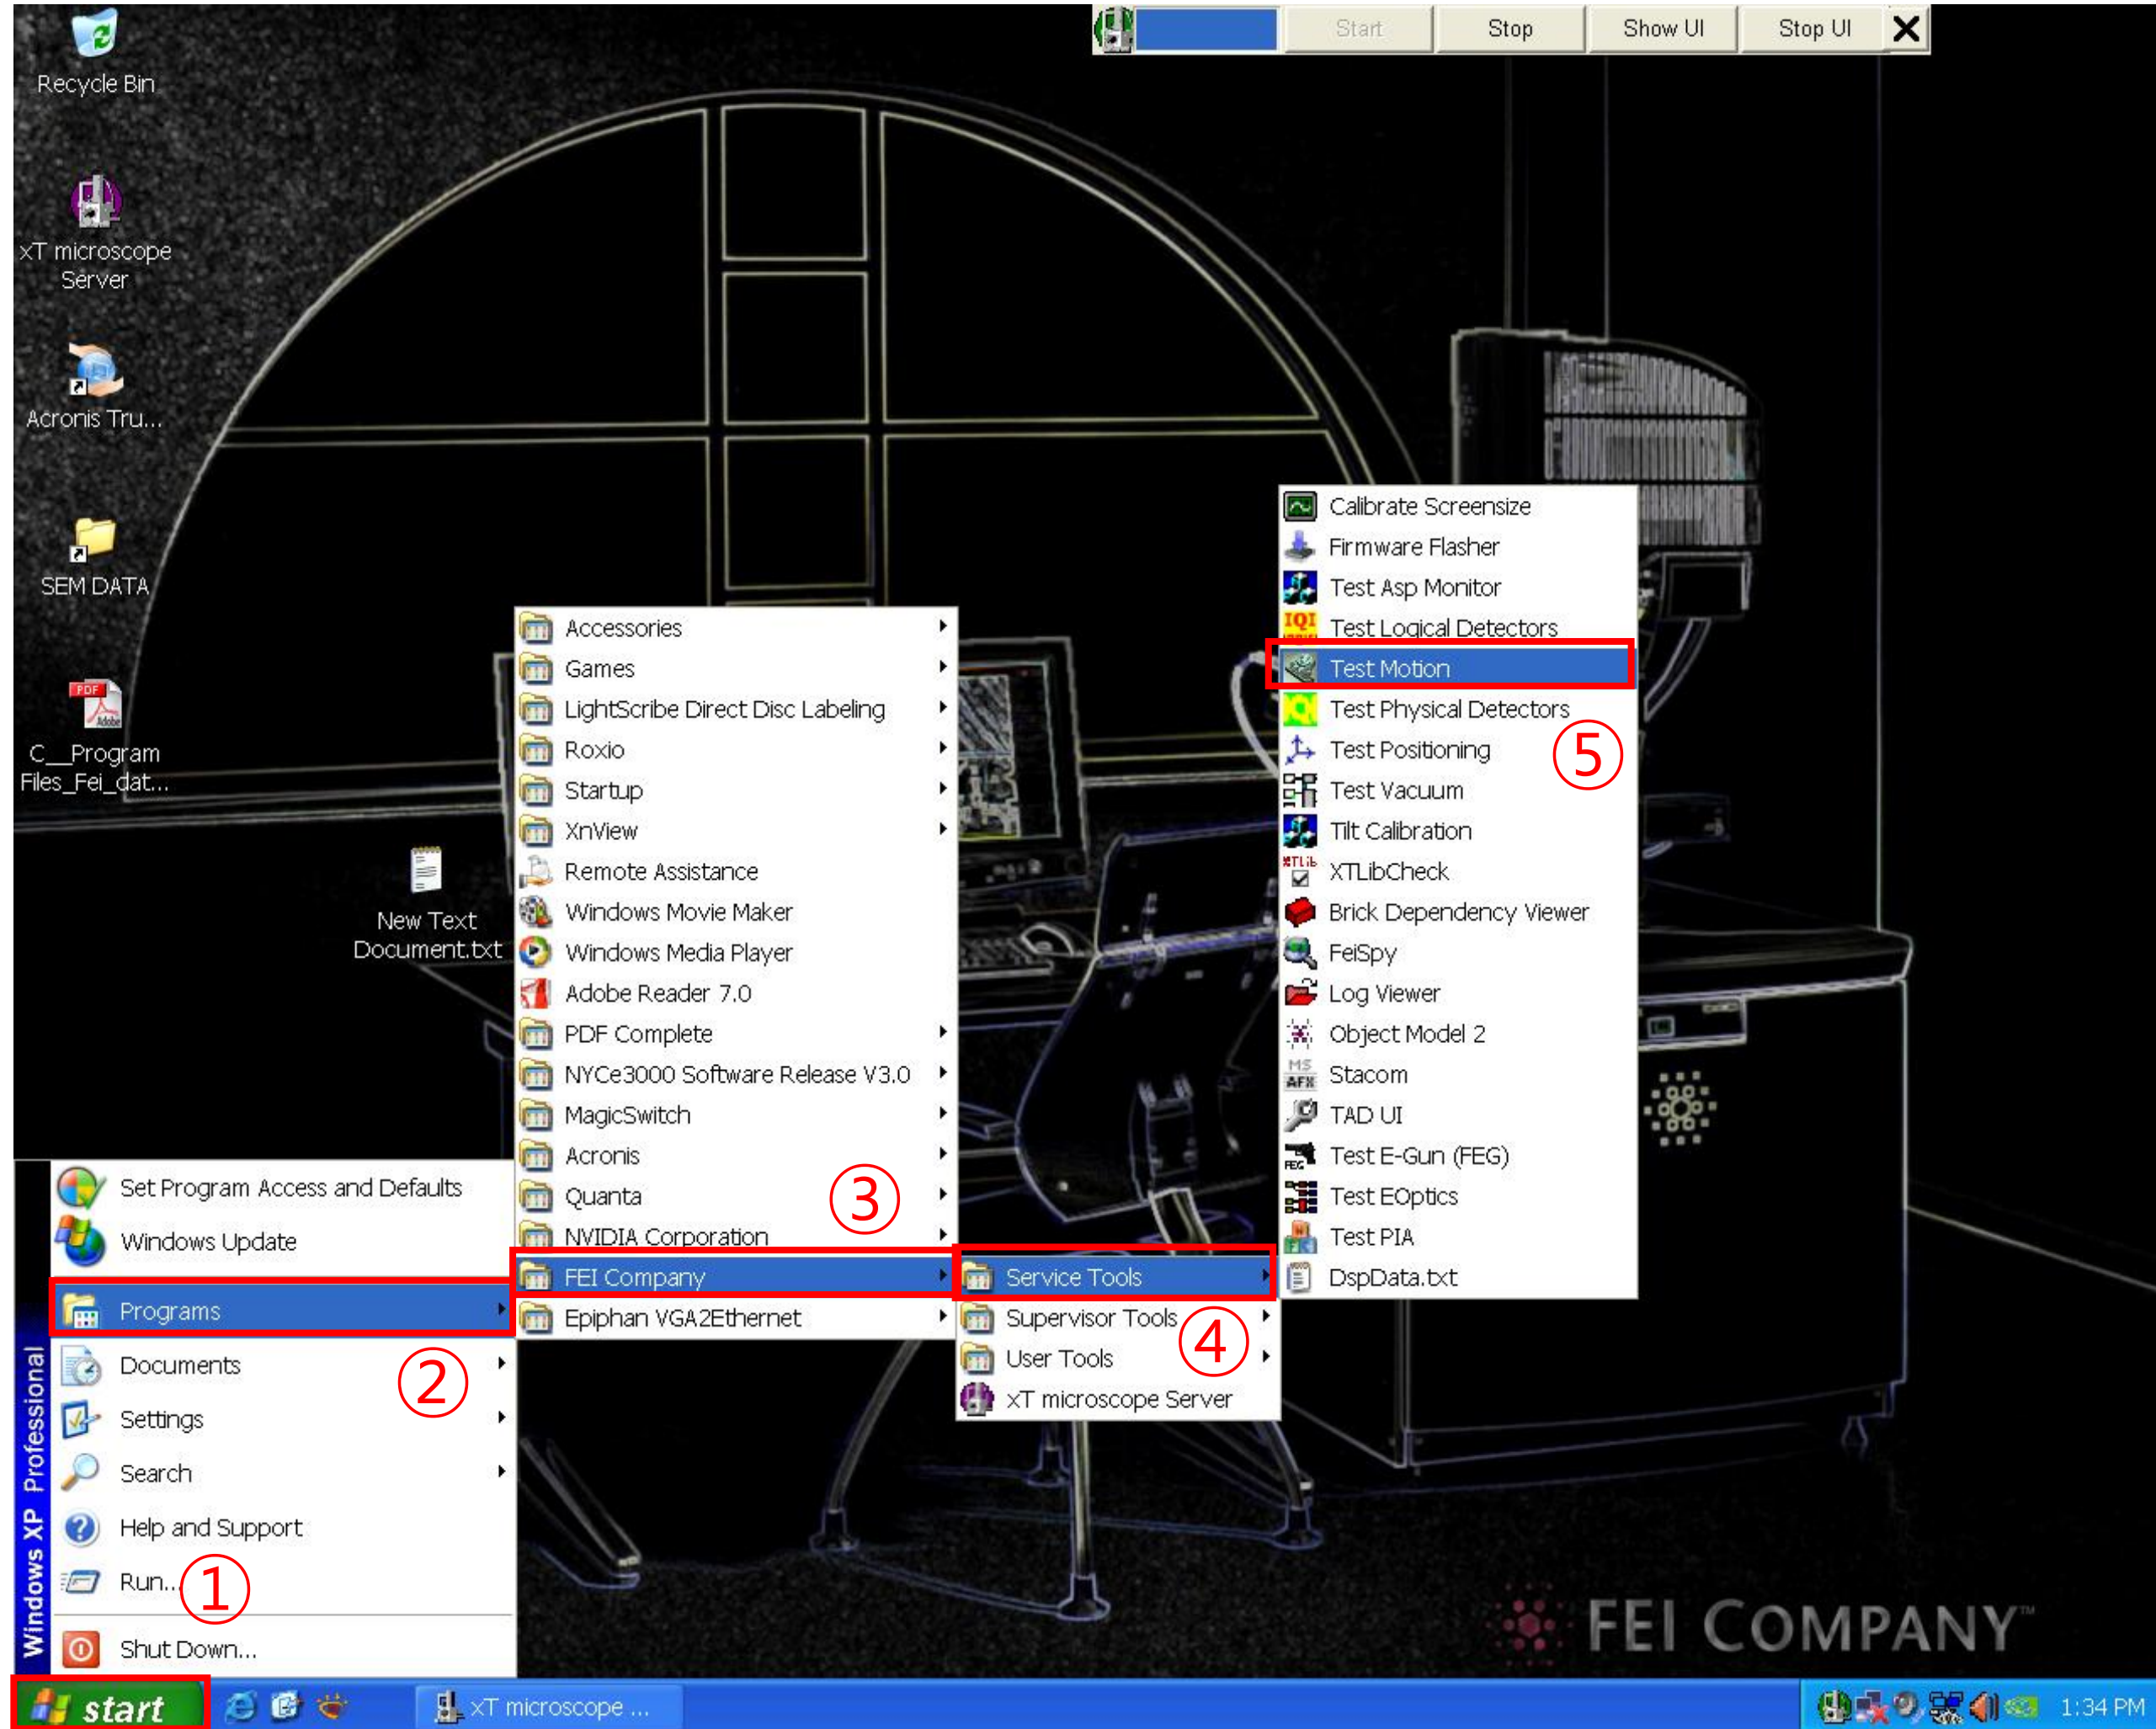 Start
Stop
Show UI
Stop UI
Recycle Bin
xT microscope
Server
Acronis Tru...
SEM DATA
C__Program
Files_Fei_dat...
New Text
Document.txt
Calibrate Screensize
Firmware Flasher
Test Asp Monitor
IQI
Test Logical Detectors
Test Motion
Test Physical Detectors
Test Positioning
⑤
Test Vacuum
Tilt Calibration
XTLibCheck
Brick Dependency Viewer
FeiSpy
Log Viewer
Object Model 2
Stacom
TAD UI
Test E-Gun (FEG)
Test EOptics
Test PIA
DspData.txt
Accessories
Games
LightScribe Direct Disc Labeling
Roxio
Startup
XnView
Remote Assistance
Windows Movie Maker
Windows Media Player
Adobe Reader 7.0
PDF Complete
NYCe3000 Software Release V3.0
MagicSwitch
Acronis
Quanta
③
NVIDIA Corporation
FEI Company
Epiphan VGA2Ethernet
Service Tools
Supervisor Tools
④
User Tools
xT microscope Server
Set Program Access and Defaults
Windows Update
Programs
②
Documents
Settings
Search
Help and Support
Run...
①
Shut Down...
Windows XP Professional
FEI COMPANY™
start
xT microscope ...
1:34 PM